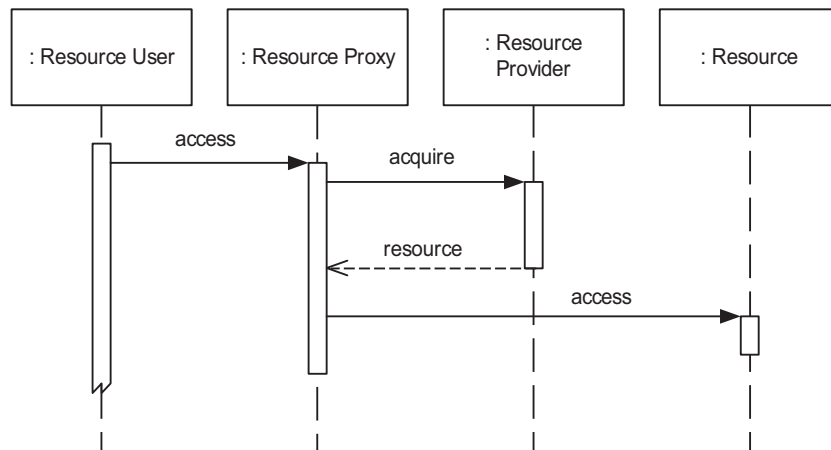 : Resource User
: Resource Proxy
: Resource
Provider
: Resource
access
acquire
resource
access